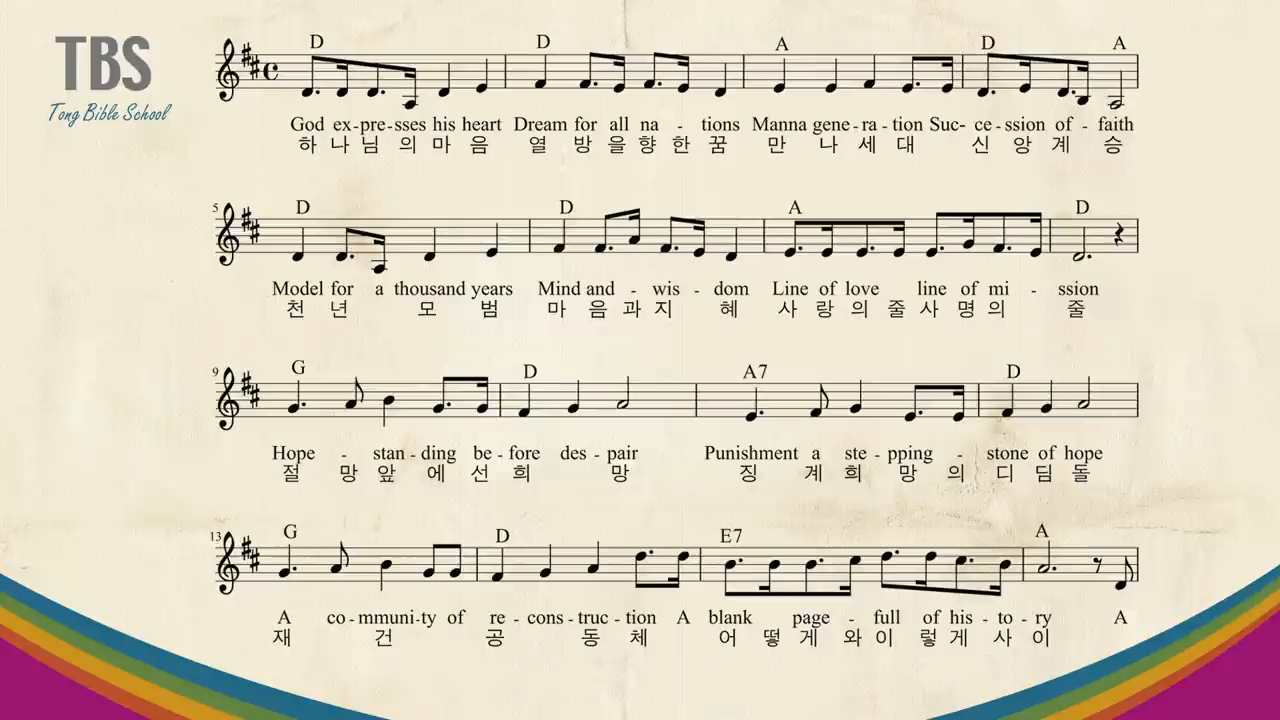 TBS
Tong Bible School
D D A D A
God ex-pre-sses his heart Dream for all na - tions Manna gene-ra-tion Suc- ce-ssion of-faith
하 나 님 의 마 음 열 방 을 향 한 꿈 만 나 세 대 신 앙 계 승
5 D D A D
Model for a thousand years Mind and - wis - dom Line of love line of mi - ssion
천 년 모 범 마 음 과 지 혜 사 랑 의 줄 사 명 의 줄
9 G D A7 D
Hope - stan-ding be-fore des-pair Punishment a ste-pping - stone of hope
절 망 앞 에 선 희 망 징 계 희 망 의 디 딤 돌
13 G D E7 A
A co-mmuni-ty of re-cons-truc-tion A blank page - full of his-to-ry A
재 건 공 동 체 어 떻 게 와 이 렇 게 사 이